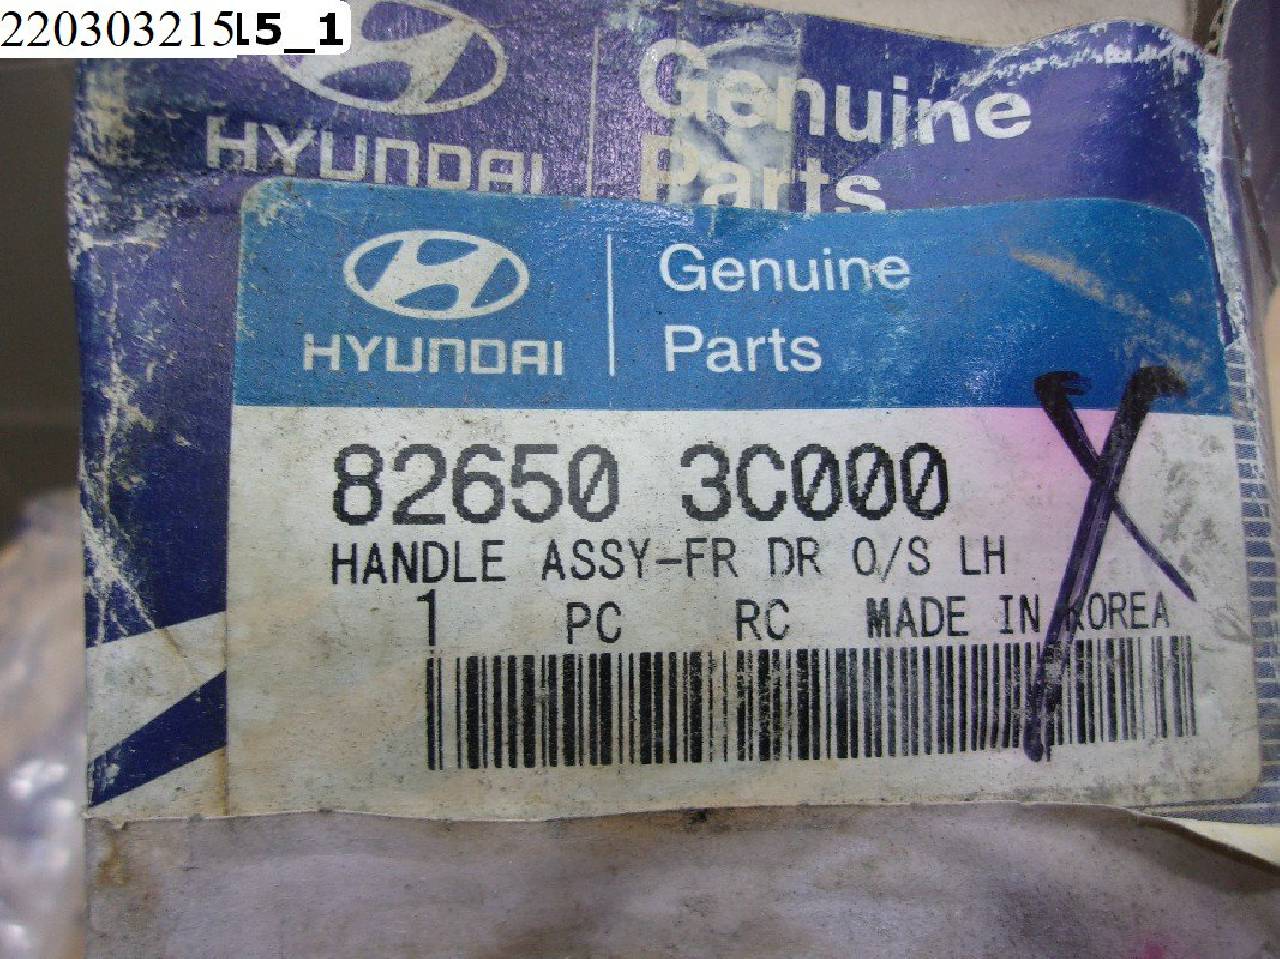 22030321515_1
HYUNDAI
Genuine
Parts
HYUNDAI
Genuine
Parts
82650 3C000
HANDLE ASSY-FR DR O/S LH
1 PC RC MADE IN KOREA